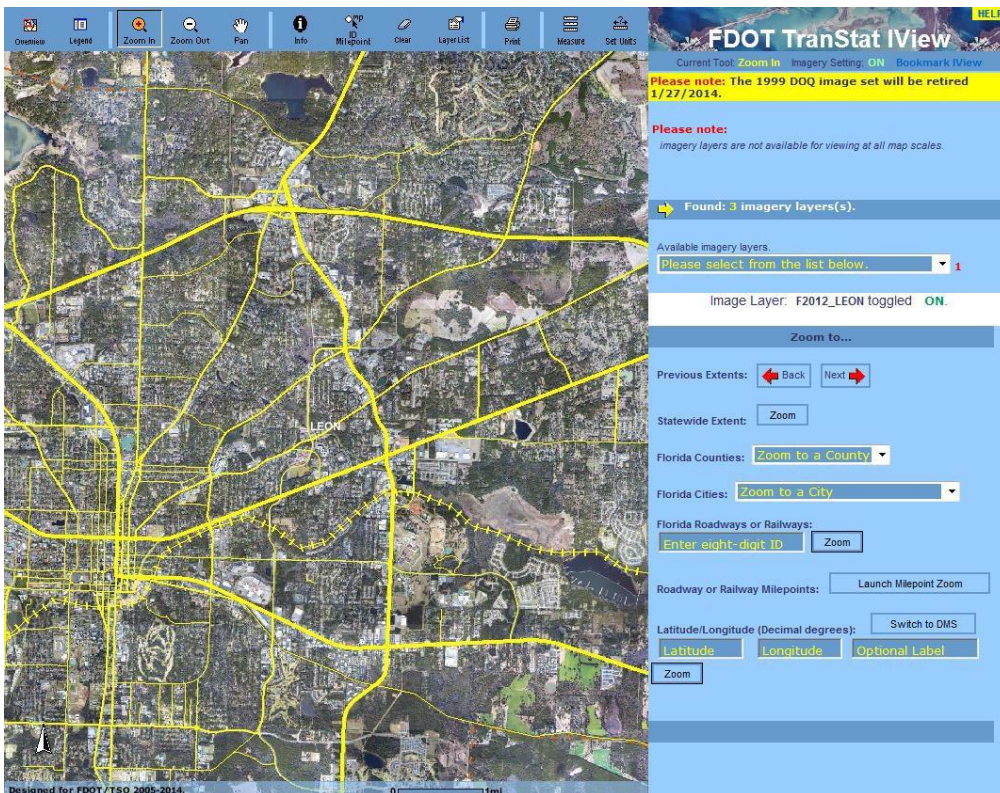 Overview
Legend
Zoom In
Zoom Out
Pan
Info
ID
Milepoint
Clear
Layer List
Print
Measure
Set Units
HELP
FDOT TranStat IView
Current Tool: Zoom In Imagery Setting: ON Bookmark IView
Please note: The 1999 DOQ image set will be retired
1/27/2014.
Please note:
imagery layers are not available for viewing at all map scales.
Found: 3 imagery layers(s).
Available imagery layers.
Please select from the list below. 1
Image Layer: F2012_LEON toggled ON.
Zoom to...
Previous Extents: Back Next
Statewide Extent: Zoom
Florida Counties: Zoom to a County
Florida Cities: Zoom to a City
Florida Roadways or Railways:
Enter eight-digit ID Zoom
Roadway or Railway Milepoints: Launch Milepoint Zoom
Latitude/Longitude (Decimal degrees): Switch to DMS
Latitude Longitude Optional Label
Zoom
LEON
Designed for FDOT/TSO 2005-2014.
0 1mi